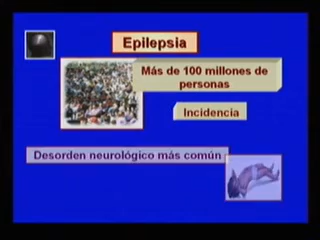 Epilepsia
Más de 100 millones de
personas
Incidencia
Desorden neurológico más común